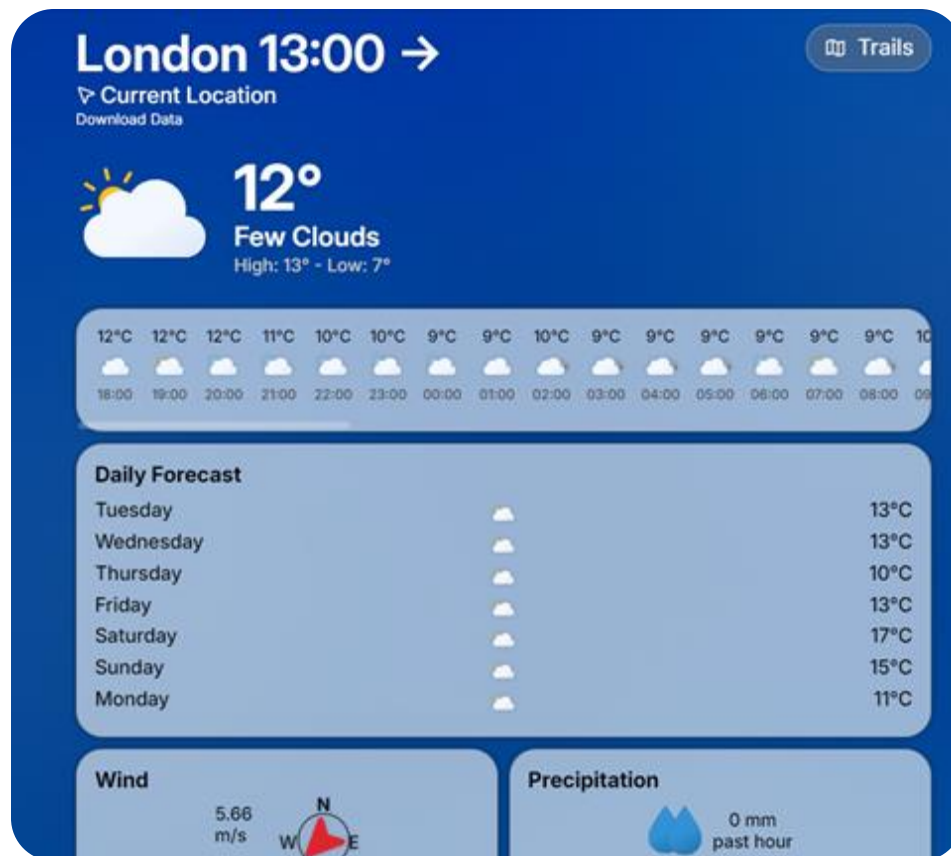 London 13:00 →
Trails
Current Location
Download Data
12°
Few Clouds
High: 13° - Low: 7°
12°C 12°C 12°C 11°C 10°C 10°C 9°C 9°C 10°C 9°C 9°C 9°C 9°C 9°C 9°C 10
18:00 19:00 20:00 21:00 22:00 23:00 00:00 01:00 02:00 03:00 04:00 05:00 06:00 07:00 08:00 09
Daily Forecast
Tuesday 13°C
Wednesday 13°C
Thursday 10°C
Friday 13°C
Saturday 17°C
Sunday 15°C
Monday 11°C
Wind
5.66
m/s
N
W E
Precipitation
0 mm
past hour